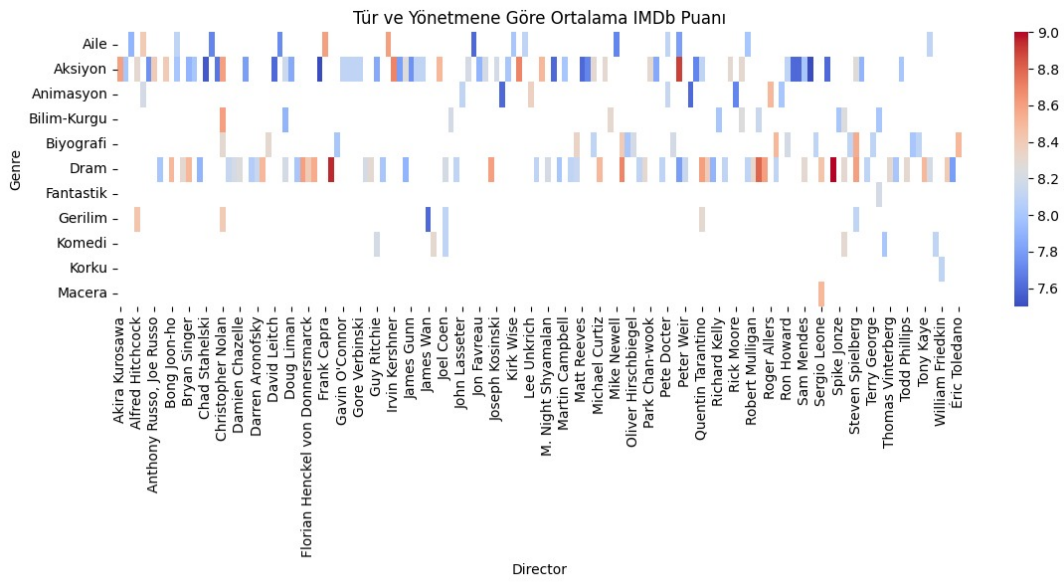 Tür ve Yönetmene Göre Ortalama IMDb Puanı
Genre
Aile
Aksiyon
Animasyon
Bilim-Kurgu
Biyografi
Dram
Fantastik
Gerilim
Komedi
Korku
Macera
Akira Kurosawa
Alfred Hitchcock
Anthony Russo, Joe Russo
Bong Joon-ho
Bryan Singer
Chad Stahelski
Christopher Nolan
Damien Chazelle
Darren Aronofsky
David Leitch
Doug Liman
Florian Henckel von Donnersmarck
Frank Capra
Gavin O'Connor
Gore Verbinski
Guy Ritchie
Irvin Kershner
James Gunn
James Wan
Joel Coen
John Lasseter
Jon Favreau
Joseph Kosinski
Kirk Wise
Lee Unkrich
M. Night Shyamalan
Martin Campbell
Matt Reeves
Michael Curtiz
Mike Newell
Oliver Hirschbiegel
Park Chan-wook
Pete Docter
Peter Weir
Quentin Tarantino
Richard Kelly
Rick Moore
Robert Mulligan
Roger Allers
Ron Howard
Sam Mendes
Sergio Leone
Spike Jonze
Steven Spielberg
Terry George
Thomas Vinterberg
Todd Phillips
Tony Kaye
William Friedkin
Éric Toledano
Director
9.0
8.8
8.6
8.4
8.2
8.0
7.8
7.6